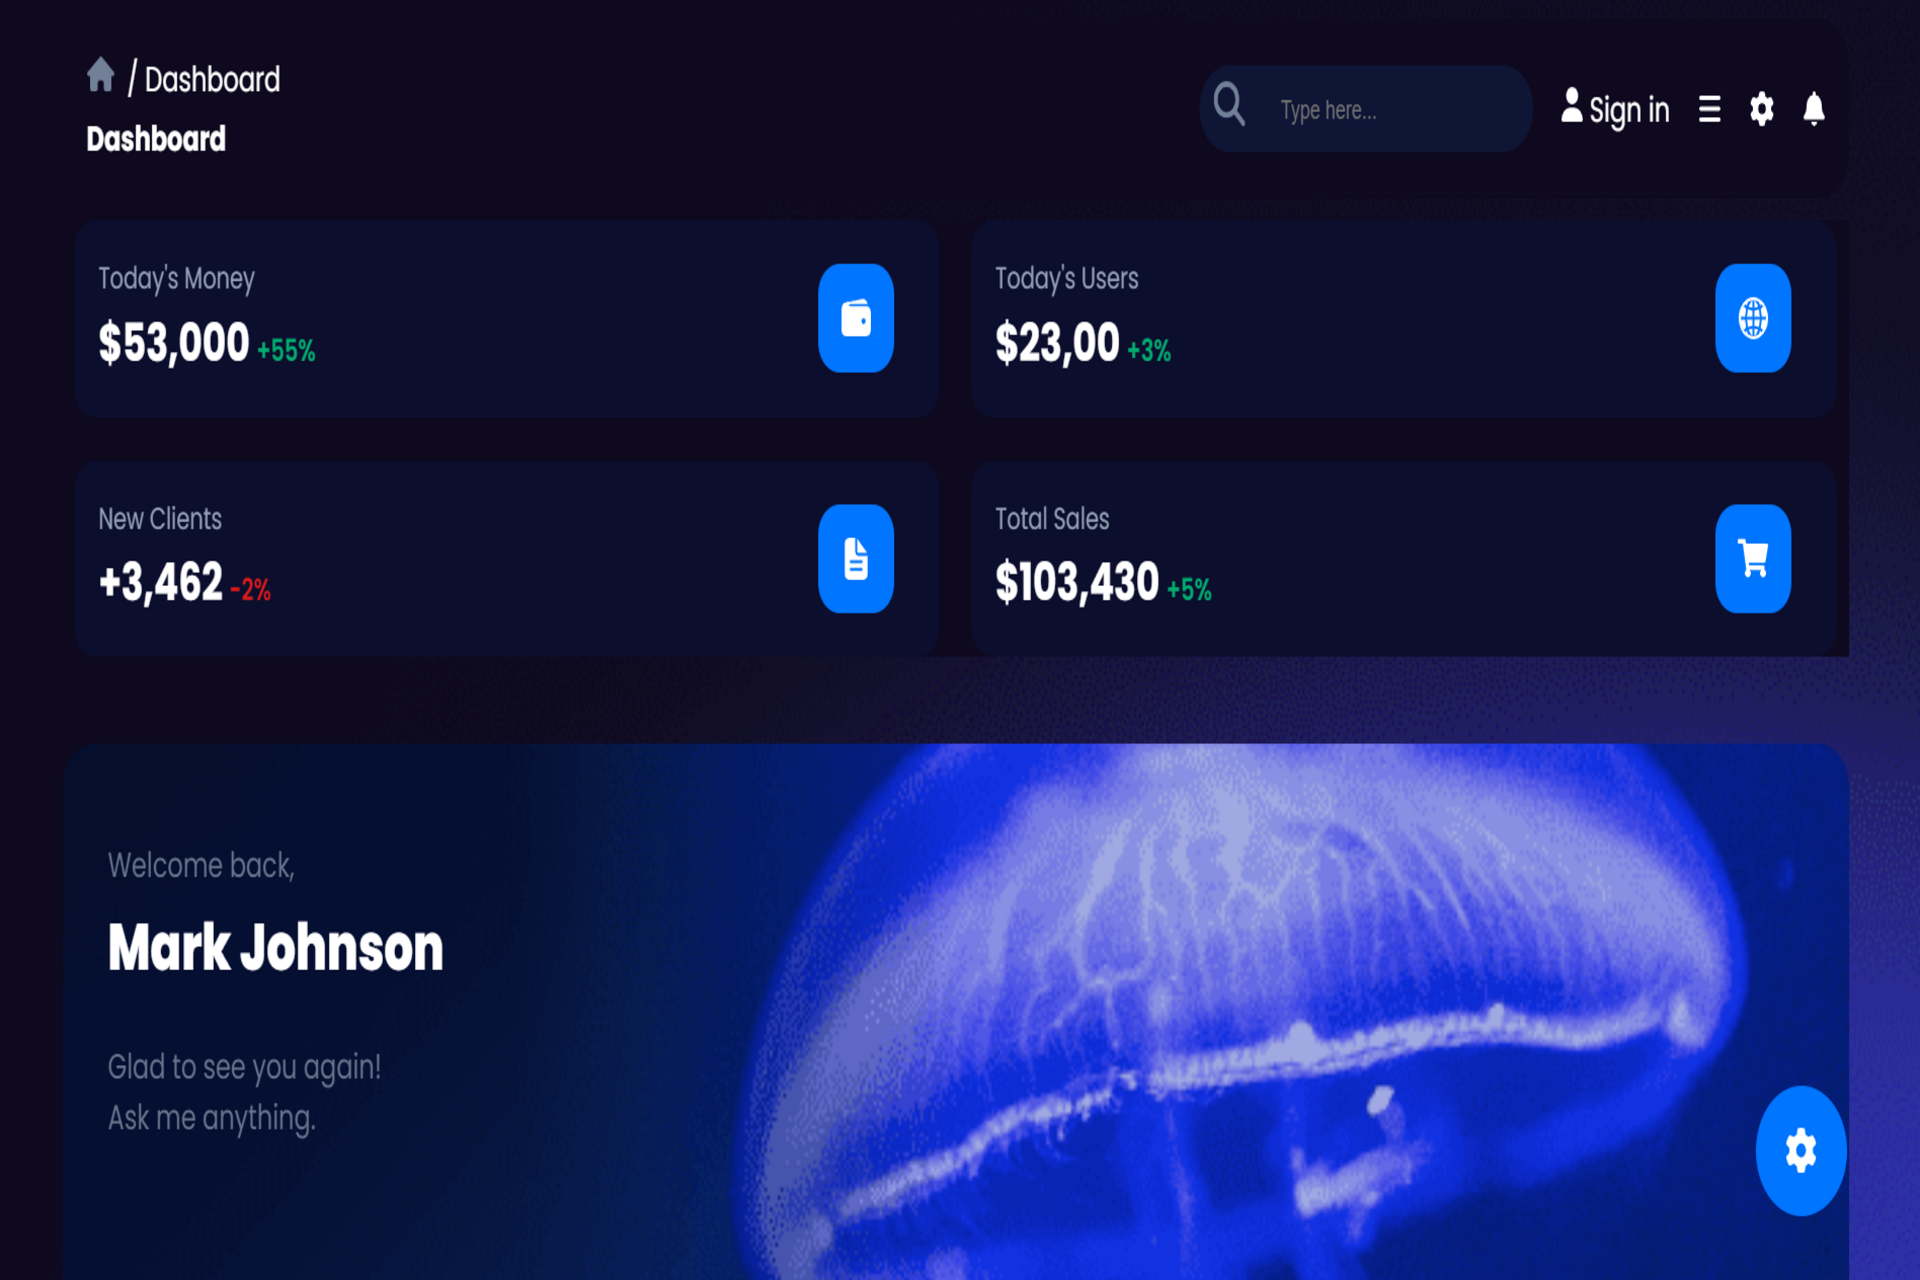 / Dashboard
Dashboard
Type here...
Sign in
Today's Money
$53,000 +55%
Today's Users
$23,00 +3%
New Clients
+3,462 -2%
Total Sales
$103,430 +5%
Welcome back,
Mark Johnson
Glad to see you again!
Ask me anything.